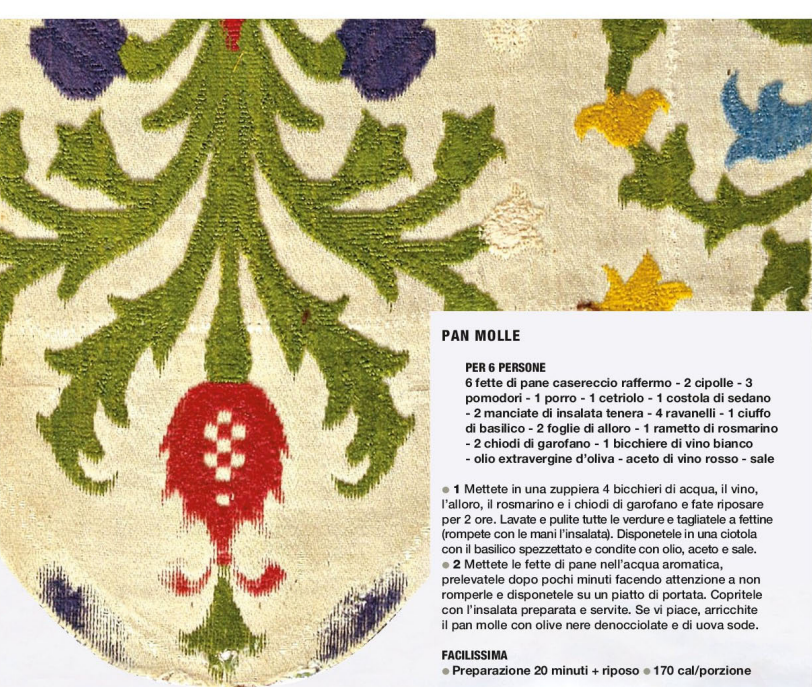 PAN MOLLE
PER 6 PERSONE
6 fette di pane casereccio raffermo - 2 cipolle - 3
pomodori - 1 porro - 1 cetriolo - 1 costola di sedano
- 2 manciate di insalata tenera - 4 ravanelli - 1 ciuffo
di basilico - 2 foglie di alloro - 1 rametto di rosmarino
- 2 chiodi di garofano - 1 bicchiere di vino bianco
- olio extravergine d'oliva - aceto di vino rosso - sale
● 1 Mettete in una zuppiera 4 bicchieri di acqua, il vino,
l'alloro, il rosmarino e i chiodi di garofano e fate riposare
per 2 ore. Lavate e pulite tutte le verdure e tagliatele a fettine
(rompete con le mani l'insalata). Disponetele in una ciotola
con il basilico spezzettato e condite con olio, aceto e sale.
● 2 Mettete le fette di pane nell'acqua aromatica,
prelevatele dopo pochi minuti facendo attenzione a non
romperle e disponetele su un piatto di portata. Copritele
con l'insalata preparata e servite. Se vi piace, arricchite
il pan molle con olive nere denocciolate e di uova sode.
FACILISSIMA
● Preparazione 20 minuti + riposo ● 170 cal/porzione